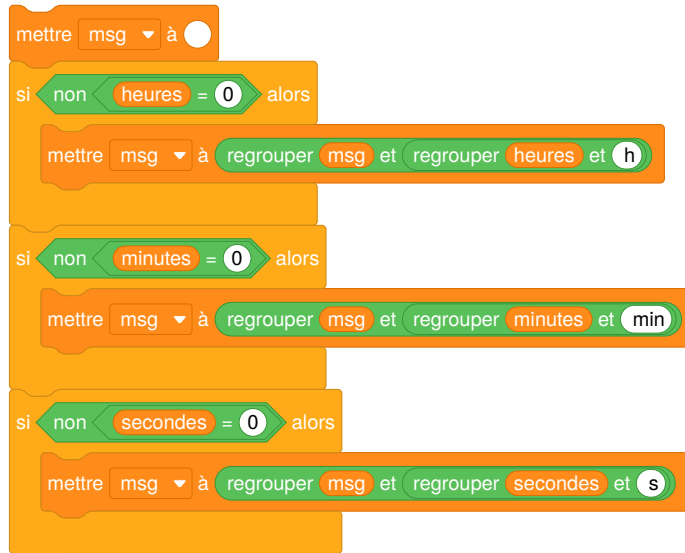 mettre msg à
si non heures = 0 alors
mettre msg à regrouper msg et regrouper heures et h
si non minutes = 0 alors
mettre msg à regrouper msg et regrouper minutes et min
si non secondes = 0 alors
mettre msg à regrouper msg et regrouper secondes et s